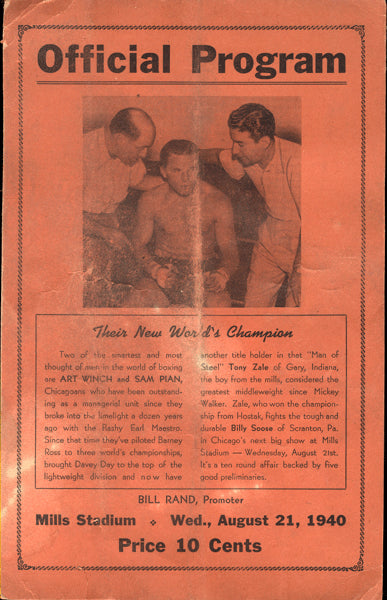 Official Program
Their New World's Champion
Two of the smartest and most
thought of men in the world of boxing
are ART WINCH and SAM PIAN,
Chicagoans who have been outstand-
ing as a managerial unit since they
broke into the limelight a dozen years
ago with the flashy Earl Maestro.
Since that time they've piloted Barney
Ross to three world's championships,
brought Davey Day to the top of the
lightweight division and now have
another title holder in that "Man of
Steel" Tony Zale of Gary, Indiana,
the boy from the mills, considered the
greatest middleweight since Mickey
Walker. Zale, who won the champion-
ship from Hostak, fights the tough and
durable Billy Soose of Scranton, Pa.
in Chicago's next big show at Mills
Stadium — Wednesday, August 21st.
It's a ten round affair backed by five
good preliminaries.
BILL RAND, Promoter
Mills Stadium Wed., August 21, 1940
Price 10 Cents